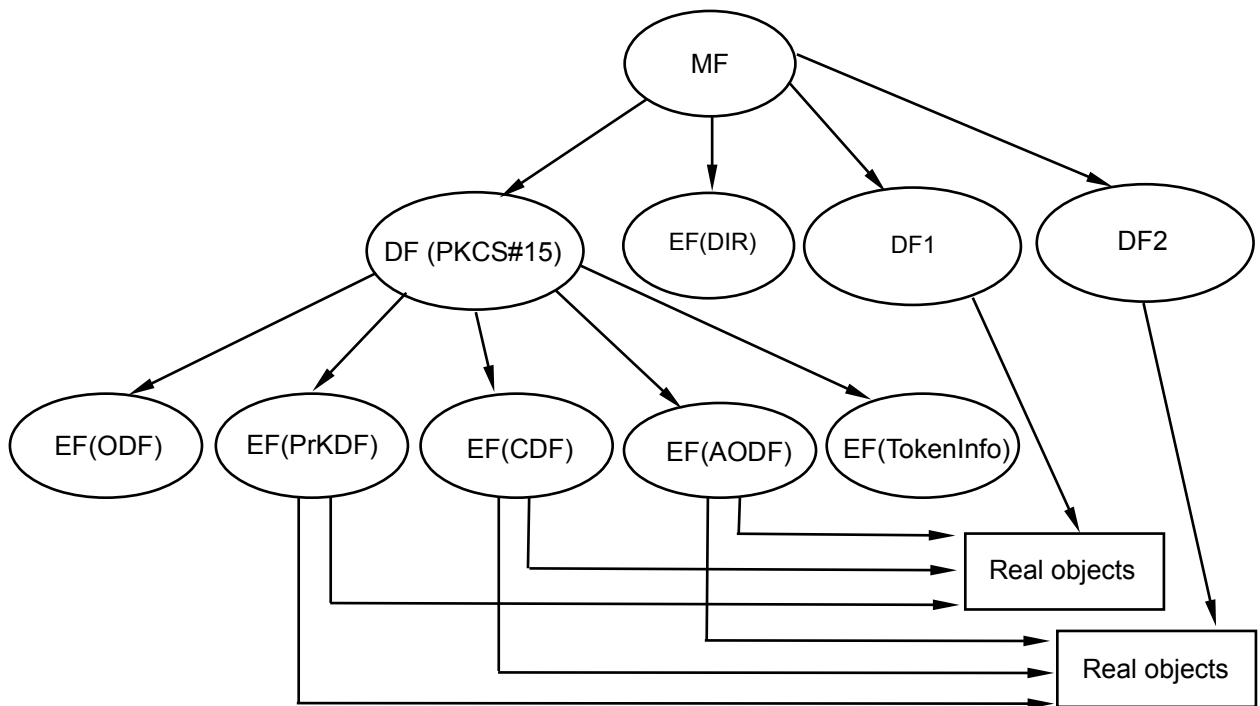 MF
DF (PKCS#15)
EF(DIR)
DF1
DF2
EF(ODF)
EF(PrKDF)
EF(CDF)
EF(AODF)
EF(TokenInfo)
Real objects
Real objects